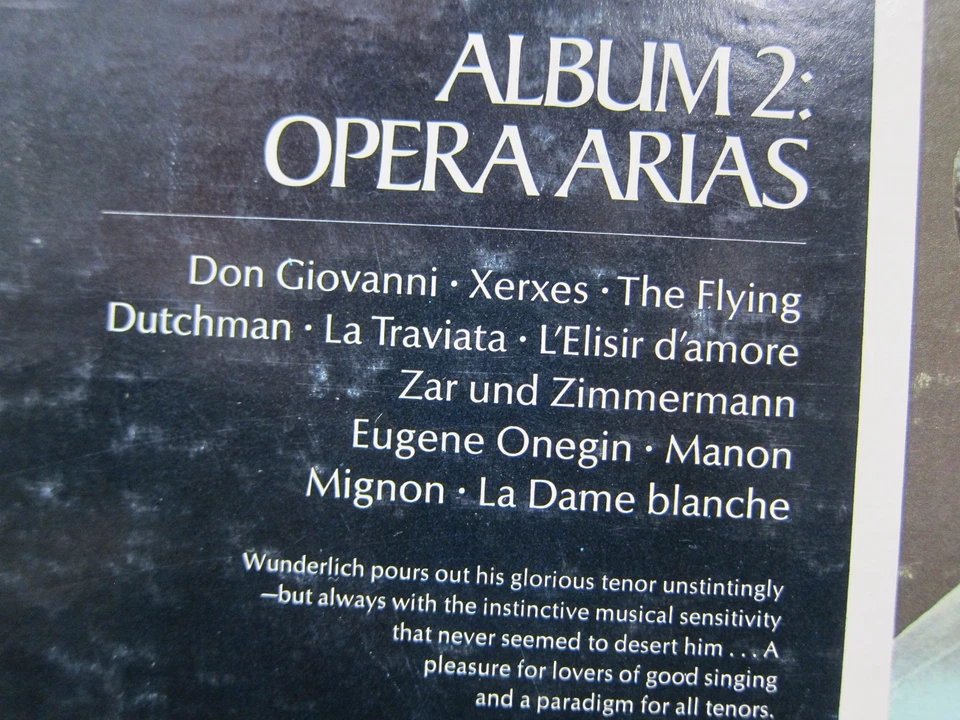 ALBUM 2:
OPERA ARIAS
Don Giovanni · Xerxes · The Flying
Dutchman · La Traviata · L'Elisir d'amore
Zar und Zimmermann
Eugene Onegin · Manon
Mignon · La Dame blanche
Wunderlich pours out his glorious tenor unstintingly
—but always with the instinctive musical sensitivity
that never seemed to desert him . . . A
pleasure for lovers of good singing
and a paradigm for all tenors.